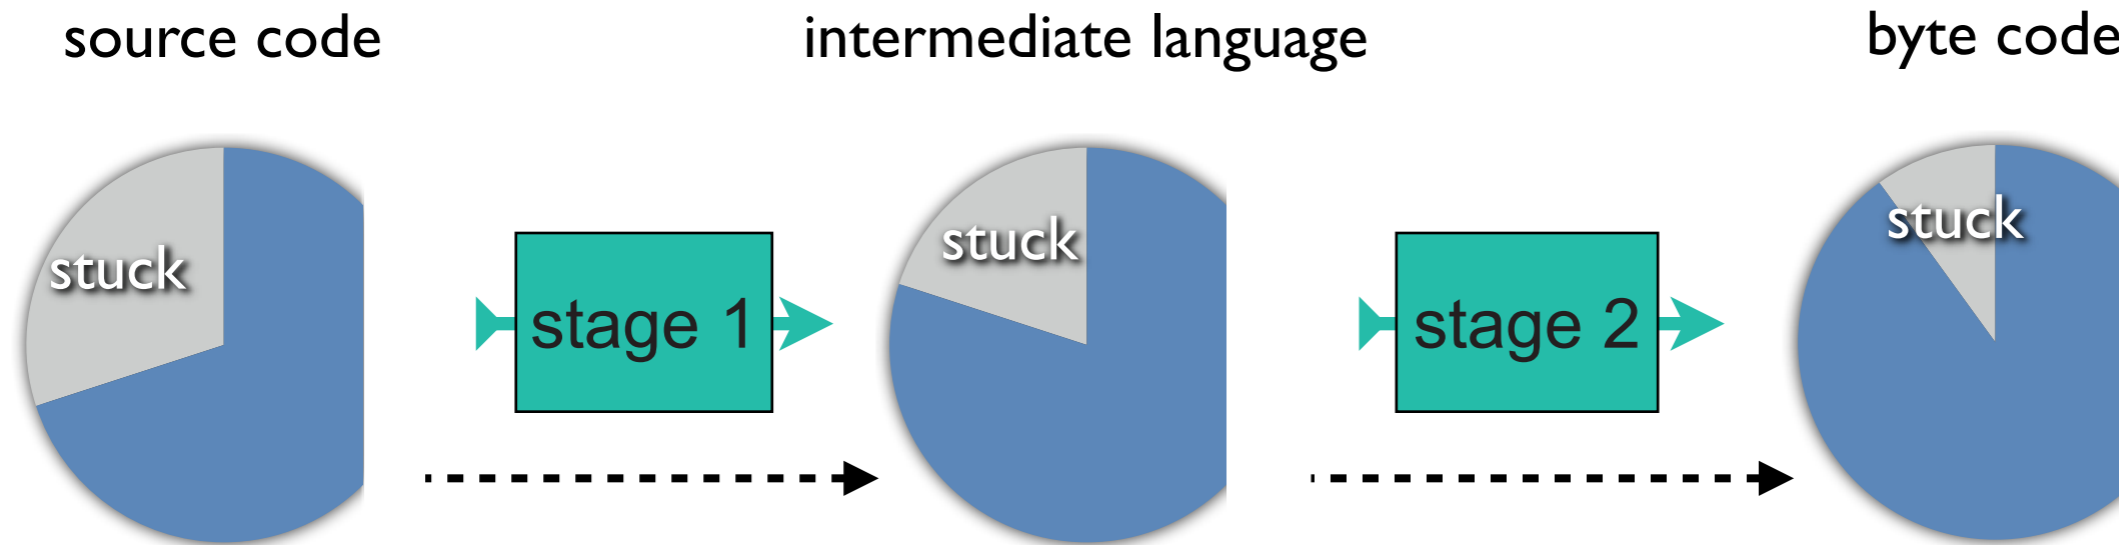 source code
intermediate language
byte code
stuck
stage 1
stuck
stage 2
stuck